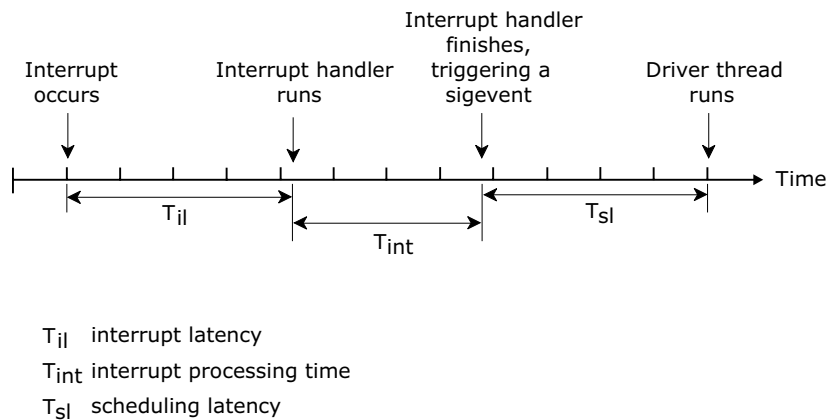 Interrupt
occurs
Interrupt handler
runs
Interrupt handler
finishes,
triggering a
sigevent
Driver thread
runs
Time
Til
Tint
Tsl
Til interrupt latency
Tint interrupt processing time
Tsl scheduling latency